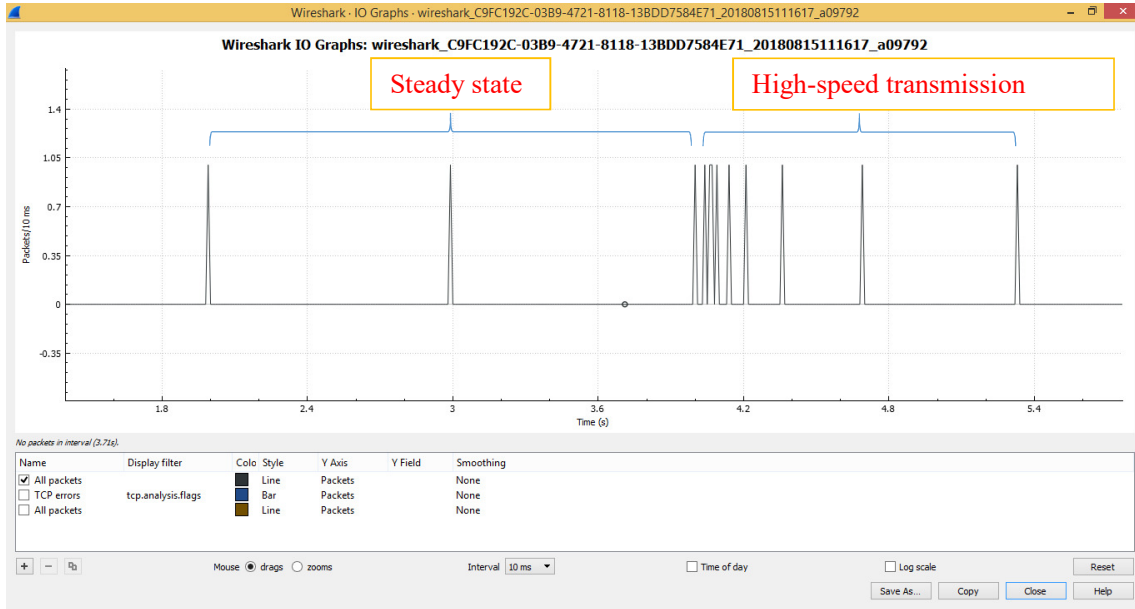 Wireshark · IO Graphs · wireshark_C9FC192C-03B9-4721-8118-13BDD7584E71_20180815111617_a09792
Wireshark IO Graphs: wireshark_C9FC192C-03B9-4721-8118-13BDD7584E71_20180815111617_a09792
Steady state
High-speed transmission
1.4
1.05
0.7
0.35
0
-0.35
Packets/10 ms
1.8 2.4 3 3.6 4.2 4.8 5.4
Time (s)
No packets in interval (3.71s).
Name Display filter Colo Style Y Axis Y Field Smoothing
All packets Line Packets None
TCP errors tcp.analysis.flags Bar Packets None
All packets Line Packets None
Mouse drags zooms Interval 10 ms Time of day Log scale Reset
Save As... Copy Close Help